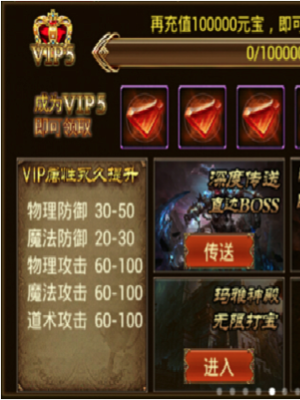 再充值100000元宝，即可
VIP5
0/100000
成为VIP5
即可领取
VIP属性永久提升
物理防御 30-50
魔法防御 20-30
物理攻击 60-100
魔法攻击 60-100
道术攻击 60-100
深度传送
直达BOSS
传送
玛雅神殿
无限打宝
进入